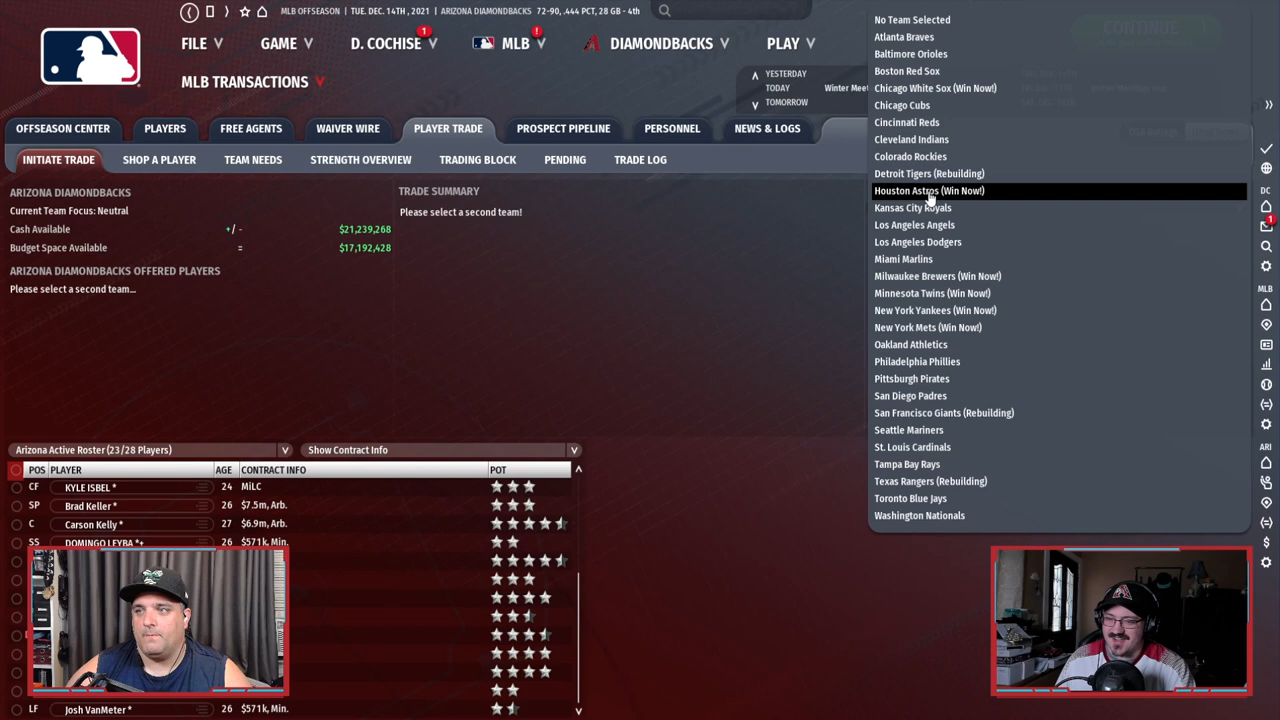 MLB OFFSEASON | TUE. DEC. 14TH, 2021 | ARIZONA DIAMONDBACKS 72-90, .444 PCT, 28 GB - 4th
FILE GAME D. COCHISE 1 MLB ! DIAMONDBACKS PLAY
CONTINUE
MLB TRANSACTIONS
YESTERDAY
TODAY Winter Meet
TOMORROW
OFFSEASON CENTER PLAYERS FREE AGENTS WAIVER WIRE PLAYER TRADE PROSPECT PIPELINE PERSONNEL NEWS & LOGS
INITIATE TRADE SHOP A PLAYER TEAM NEEDS STRENGTH OVERVIEW TRADING BLOCK PENDING TRADE LOG
ARIZONA DIAMONDBACKS
Current Team Focus: Neutral
Cash Available +/- $21,239,268
Budget Space Available = $17,192,428
ARIZONA DIAMONDBACKS OFFERED PLAYERS
Please select a second team...
TRADE SUMMARY
Please select a second team!
No Team Selected
Atlanta Braves
Baltimore Orioles
Boston Red Sox
Chicago White Sox (Win Now!)
Chicago Cubs
Cincinnati Reds
Cleveland Indians
Colorado Rockies
Detroit Tigers (Rebuilding)
Houston Astros (Win Now!)
Kansas City Royals
Los Angeles Angels
Los Angeles Dodgers
Miami Marlins
Milwaukee Brewers (Win Now!)
Minnesota Twins (Win Now!)
New York Yankees (Win Now!)
New York Mets (Win Now!)
Oakland Athletics
Philadelphia Phillies
Pittsburgh Pirates
San Diego Padres
San Francisco Giants (Rebuilding)
Seattle Mariners
St. Louis Cardinals
Tampa Bay Rays
Texas Rangers (Rebuilding)
Toronto Blue Jays
Washington Nationals
Arizona Active Roster (23/28 Players) Show Contract Info
POS PLAYER AGE CONTRACT INFO POT
CF KYLE ISBEL * 24 MiLC
SP Brad Keller * 26 $7.5m, Arb.
C Carson Kelly * 27 $6.9m, Arb.
SS DOMINGO LEYBA *+ 26 $571k, Min.
LF Josh VanMeter * 26 $571k, Min.
DC
1
MLB
ARI